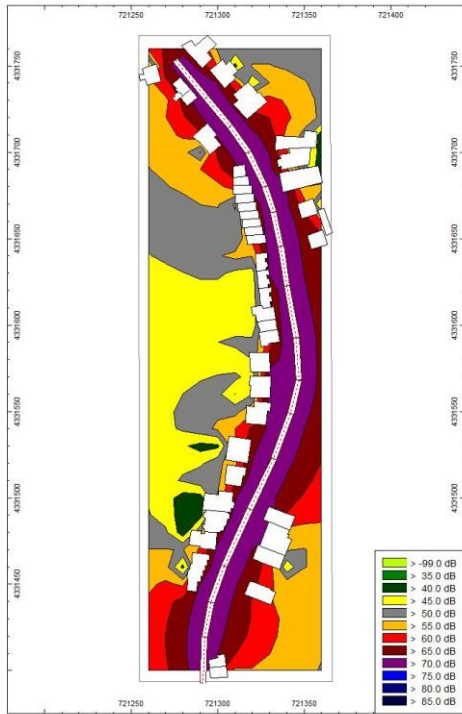 721250 721300 721350 721400
4331750 4331750
4331700 4331700
4331650 4331650
4331600 4331600
4331550 4331550
4331500 4331500
4331450 4331450
> -99.0 dB
> 35.0 dB
> 40.0 dB
> 45.0 dB
> 50.0 dB
> 55.0 dB
> 60.0 dB
> 65.0 dB
> 70.0 dB
> 75.0 dB
> 80.0 dB
> 85.0 dB
721250 721300 721350 721400